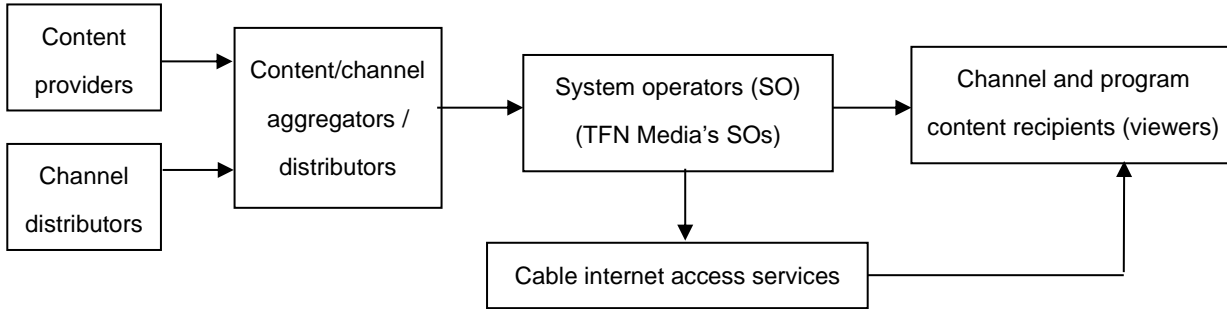 Content
providers
Channel
distributors
Content/channel
aggregators /
distributors
System operators (SO)
(TFN Media’s SOs)
Cable internet access services
Channel and program
content recipients (viewers)